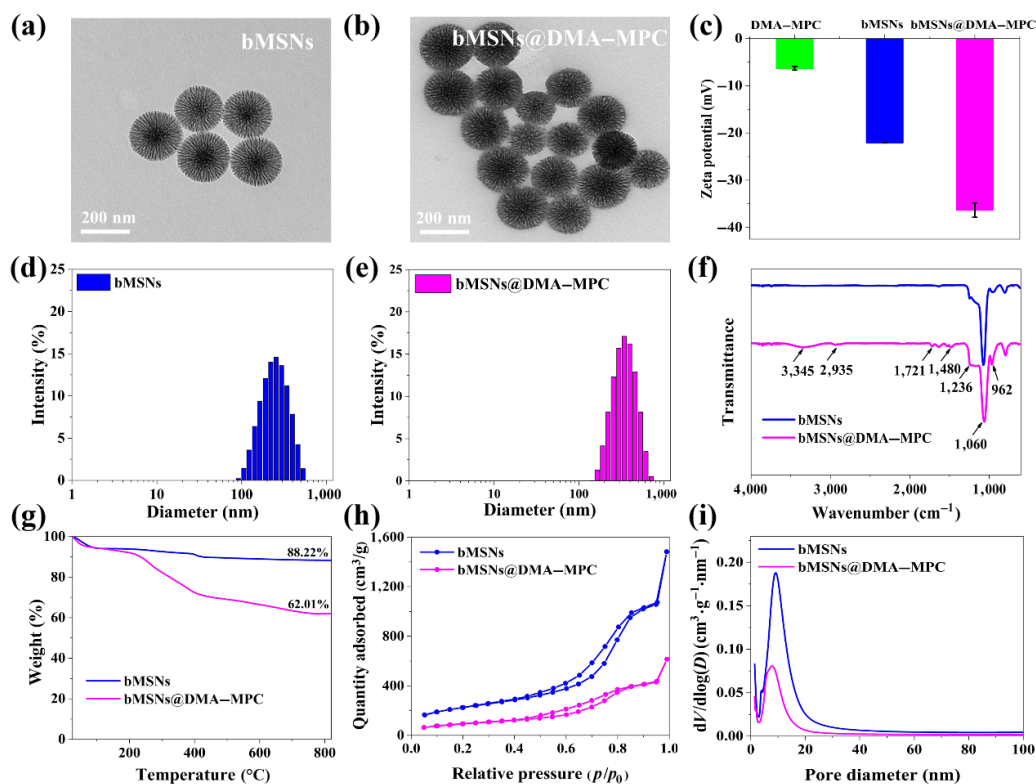 (a)
bMSNs
200 nm
(b)
bMSNs@DMA−MPC
200 nm
(c)
DMA−MPC bMSNs bMSNs@DMA−MPC
Zeta potential (mV)
0
−10
−20
−30
−40
(d)
bMSNs
Intensity (%)
25
20
15
10
5
0
1 10 100 1,000
Diameter (nm)
(e)
bMSNs@DMA−MPC
Intensity (%)
25
20
15
10
5
0
1 10 100 1,000
Diameter (nm)
(f)
Transmittance
3,345
2,935
1,721
1,480
1,236
962
1,060
bMSNs
bMSNs@DMA−MPC
4,000 3,000 2,000 1,000
Wavenumber (cm⁻¹)
(g)
Weight (%)
100
80
60
40
20
0
88.22%
62.01%
bMSNs
bMSNs@DMA−MPC
200 400 600 800
Temperature (°C)
(h)
Quantity adsorbed (cm³/g)
1,600
1,200
800
400
0
bMSNs
bMSNs@DMA−MPC
0.0 0.2 0.4 0.6 0.8 1.0
Relative pressure (p/p₀)
(i)
dV/dlog(D) (cm³·g⁻¹·nm⁻¹)
0.20
0.15
0.10
0.05
0.00
bMSNs
bMSNs@DMA−MPC
0 20 40 60 80 100
Pore diameter (nm)